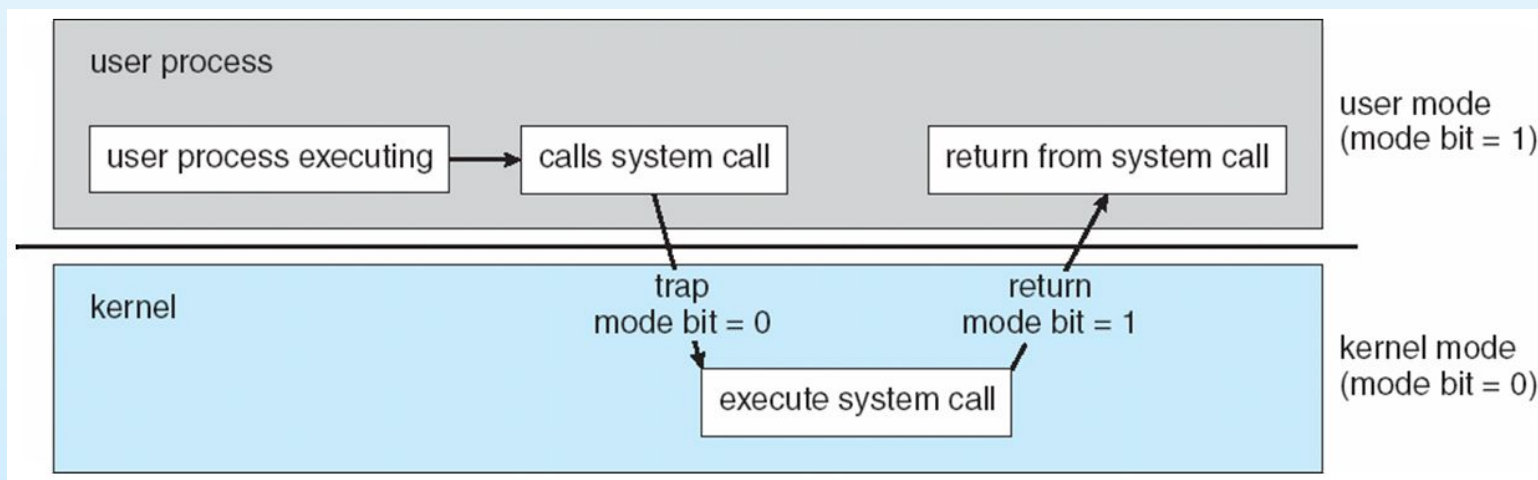 user process
user process executing
calls system call
return from system call
user mode
(mode bit = 1)
kernel
trap
mode bit = 0
return
mode bit = 1
execute system call
kernel mode
(mode bit = 0)